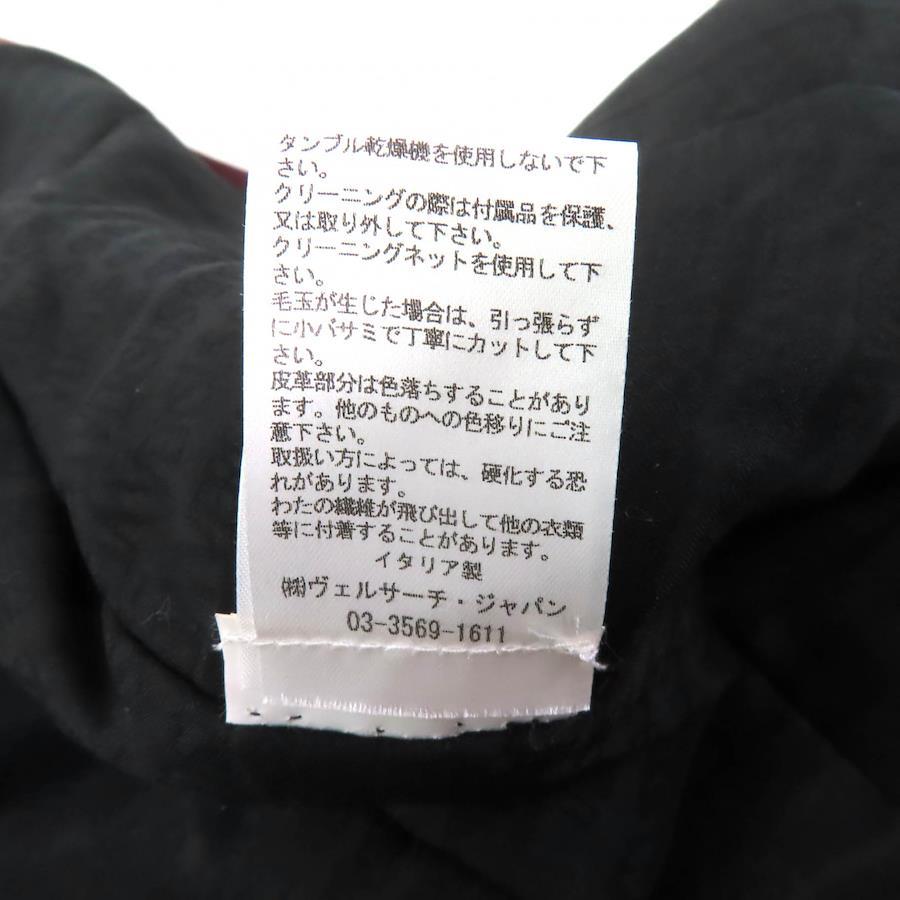 タンブル乾燥機を使用しないで下
さい。
クリーニングの際は付属品を保護、
又は取り外して下さい。
クリーニングネットを使用して下
さい。
毛玉が生じた場合は、引っ張らず
に小バサミで丁寧にカットして下
さい。
皮革部分は色落ちすることがあり
ます。他のものへの色移りにご注
意下さい。
取扱い方によっては、硬化する恐
れがあります。
わたの繊維が飛び出して他の衣類
等に付着することがあります。
イタリア製
㈱ヴェルサーチ・ジャパン
03-3569-1611